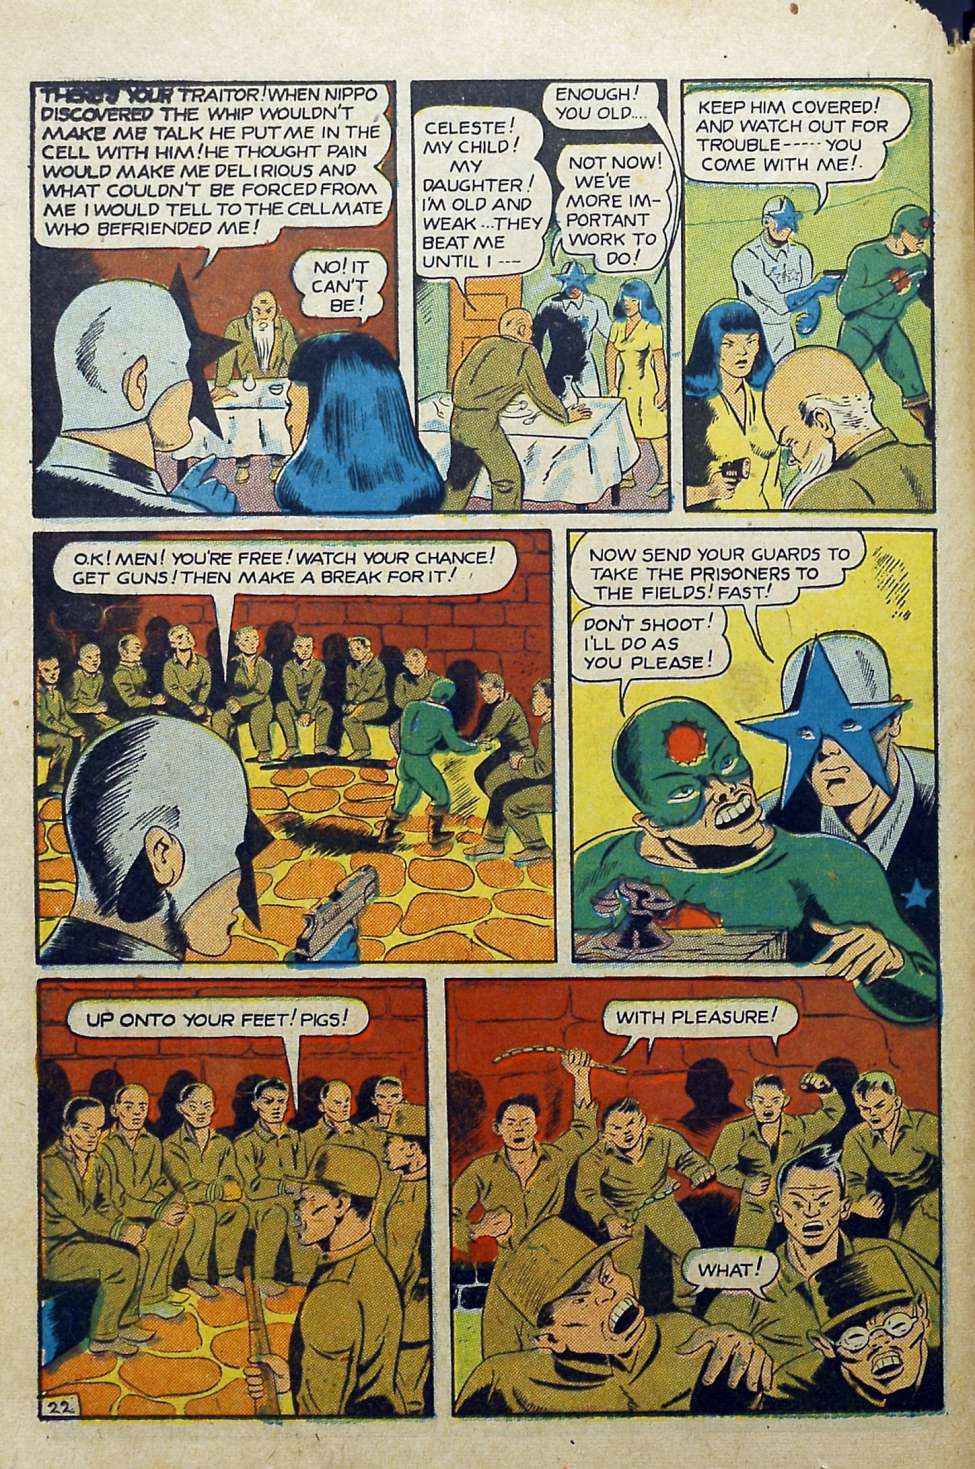 THERE'S YOUR TRAITOR! WHEN NIPPO
DISCOVERED THE WHIP WOULDN'T
MAKE ME TALK HE PUT ME IN THE
CELL WITH HIM! HE THOUGHT PAIN
WOULD MAKE ME DELIRIOUS AND
WHAT COULDN'T BE FORCED FROM
ME I WOULD TELL TO THE CELLMATE
WHO BEFRIENDED ME!
NO! IT
CAN'T
BE!
CELESTE!
MY CHILD!
MY
DAUGHTER!
I'M OLD AND
WEAK...THEY
BEAT ME
UNTIL I ---
ENOUGH!
YOU OLD....
NOT NOW!
WE'VE
MORE IM-
PORTANT
WORK TO
DO!
KEEP HIM COVERED!
AND WATCH OUT FOR
TROUBLE------YOU
COME WITH ME!
O.K! MEN! YOU'RE FREE! WATCH YOUR CHANCE!
GET GUNS! THEN MAKE A BREAK FOR IT!
NOW SEND YOUR GUARDS TO
TAKE THE PRISONERS TO
THE FIELDS! FAST!
DON'T SHOOT!
I'LL DO AS
YOU PLEASE!
UP ONTO YOUR FEET! PIGS!
WITH PLEASURE!
WHAT!
22